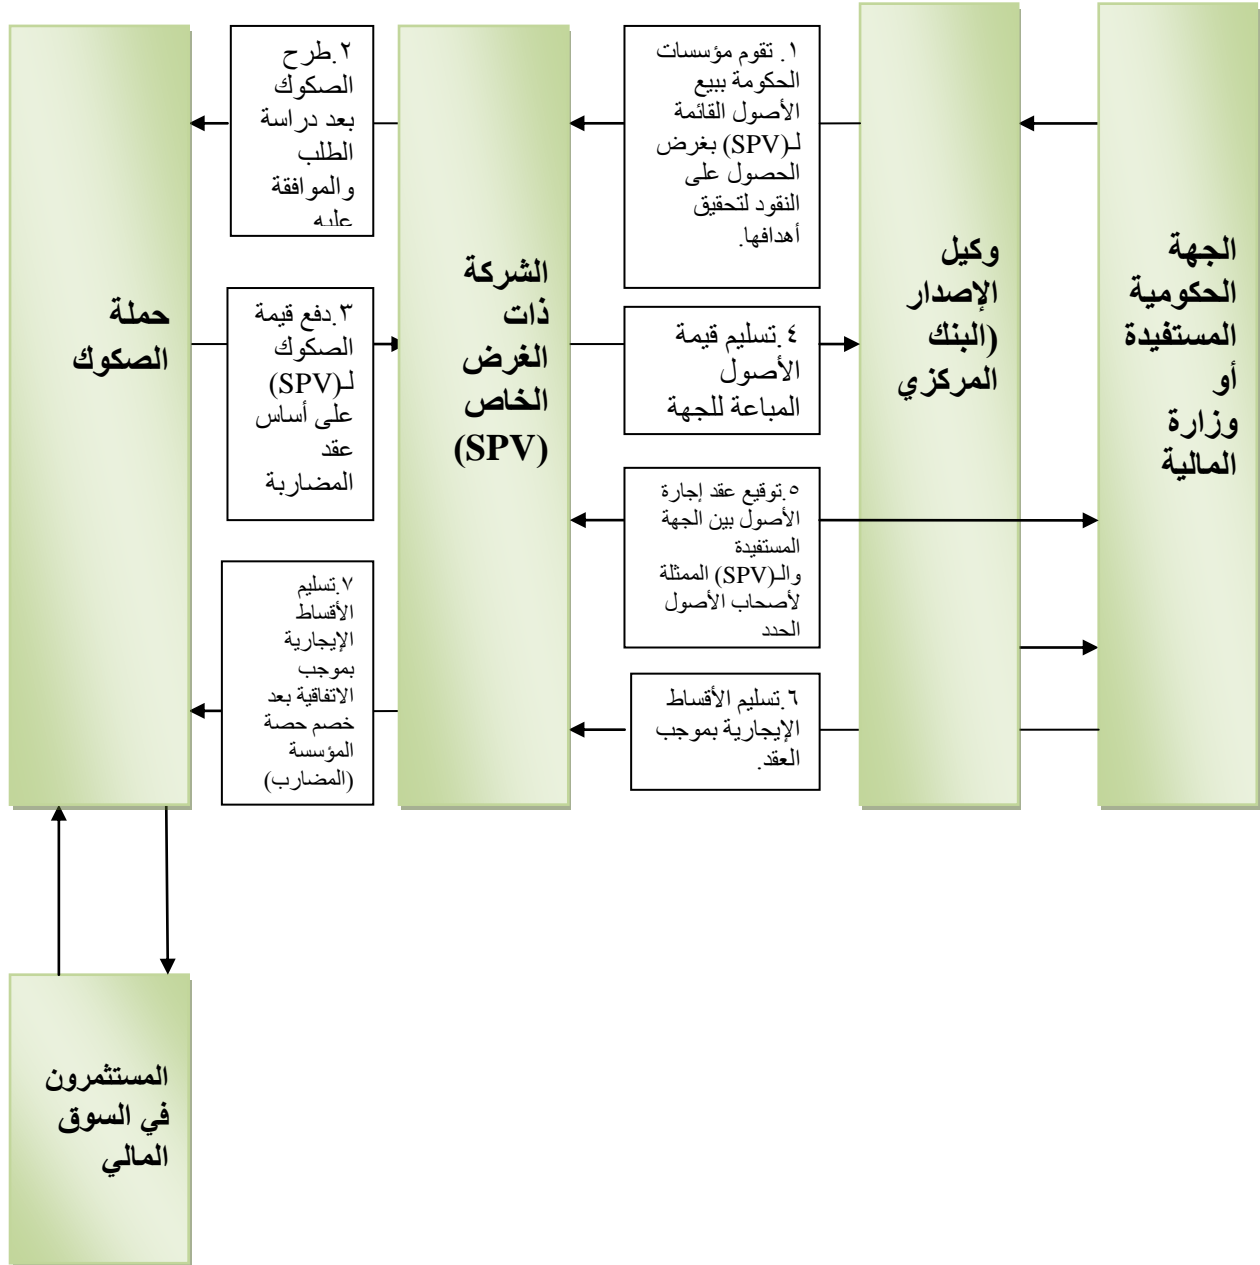 الجهة
الحكومية
المستفيدة
أو
وزارة
المالية
وكيل
الإصدار
(البنك
المركزي
١. تقوم مؤسسات
الحكومة ببيع
الأصول القائمة
لـ(SPV) بغرض
الحصول على
النقود لتحقيق
أهدافها.
٤. تسليم قيمة
الأصول
المباعة للجهة
٥.توقيع عقد إجارة
الأصول بين الجهة
المستفيدة
والـ(SPV) الممثلة
لأصحاب الأصول
الجدد
٦.تسليم الأقساط
الإيجارية بموجب
العقد.
الشركة
ذات
الغرض
الخاص
(SPV)
٢.طرح
الصكوك
بعد دراسة
الطلب
والموافقة
عليه
٣.دفع قيمة
الصكوك
لـ(SPV)
على أساس
عقد
المضاربة
٧.تسليم
الأقساط
الإيجارية
بموجب
الاتفاقية بعد
خصم حصة
المؤسسة
(المضارب)
حملة
الصكوك
المستثمرون
في السوق
المالي